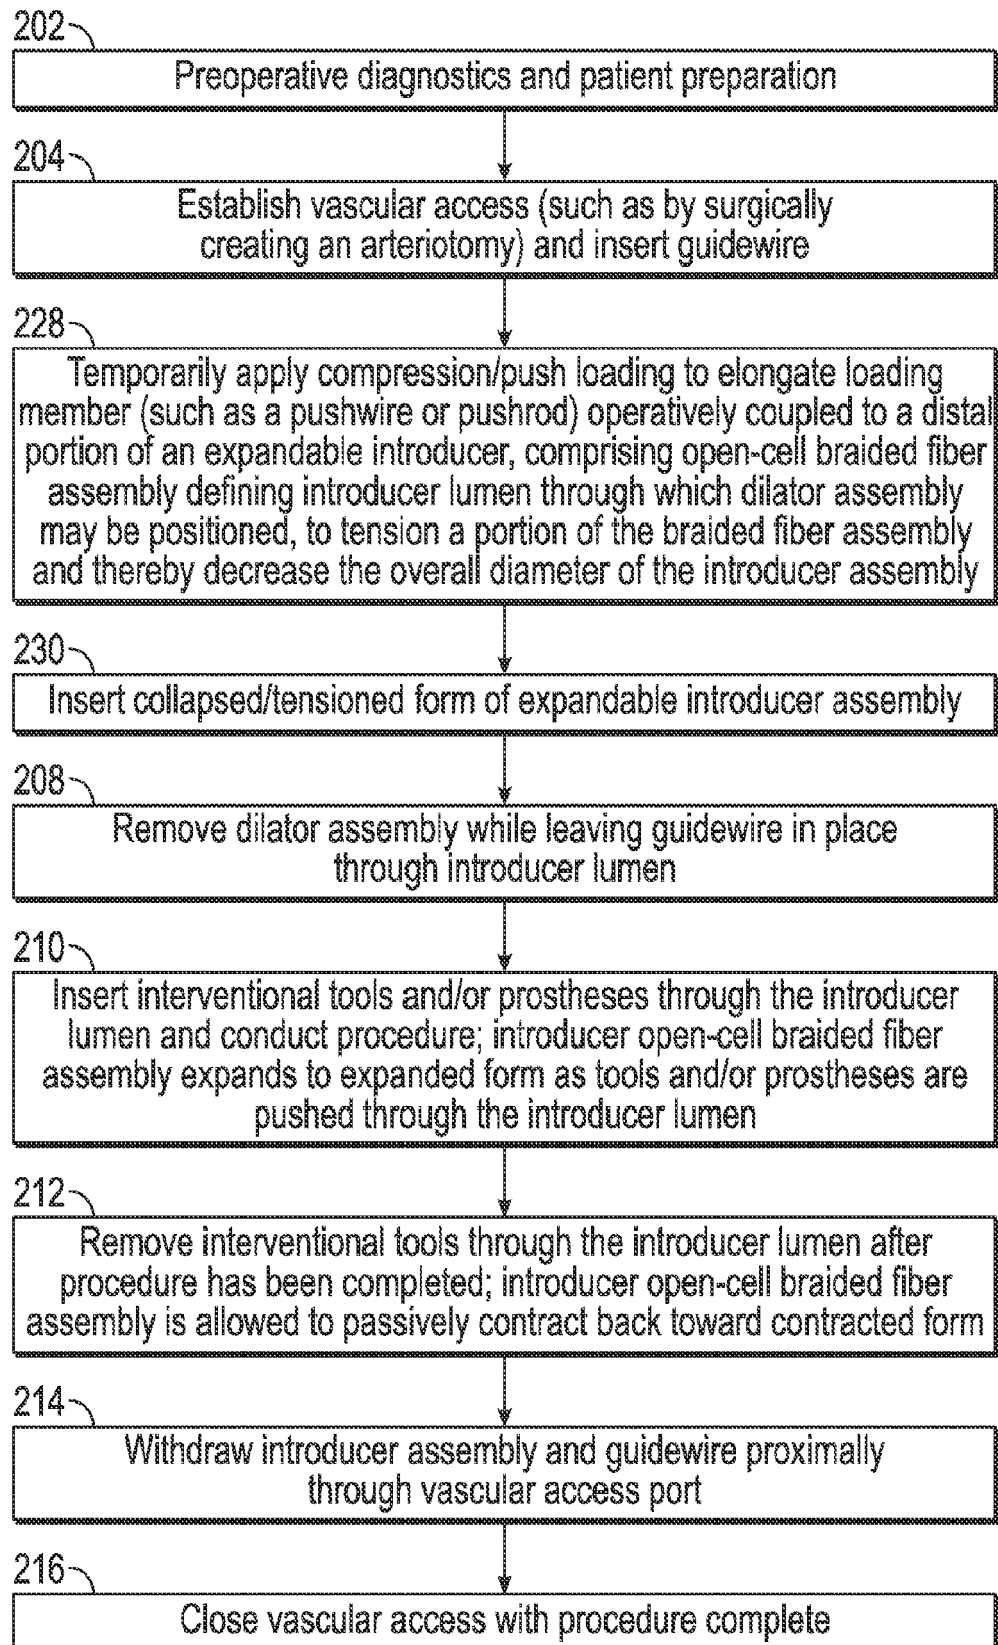 202
Preoperative diagnostics and patient preparation
204
Establish vascular access (such as by surgically
creating an arteriotomy) and insert guidewire
228
Temporarily apply compression/push loading to elongate loading
member (such as a pushwire or pushrod) operatively coupled to a distal
portion of an expandable introducer, comprising open-cell braided fiber
assembly defining introducer lumen through which dilator assembly
may be positioned, to tension a portion of the braided fiber assembly
and thereby decrease the overall diameter of the introducer assembly
230
Insert collapsed/tensioned form of expandable introducer assembly
208
Remove dilator assembly while leaving guidewire in place
through introducer lumen
210
Insert interventional tools and/or prostheses through the introducer
lumen and conduct procedure; introducer open-cell braided fiber
assembly expands to expanded form as tools and/or prostheses are
pushed through the introducer lumen
212
Remove interventional tools through the introducer lumen after
procedure has been completed; introducer open-cell braided fiber
assembly is allowed to passively contract back toward contracted form
214
Withdraw introducer assembly and guidewire proximally
through vascular access port
216
Close vascular access with procedure complete